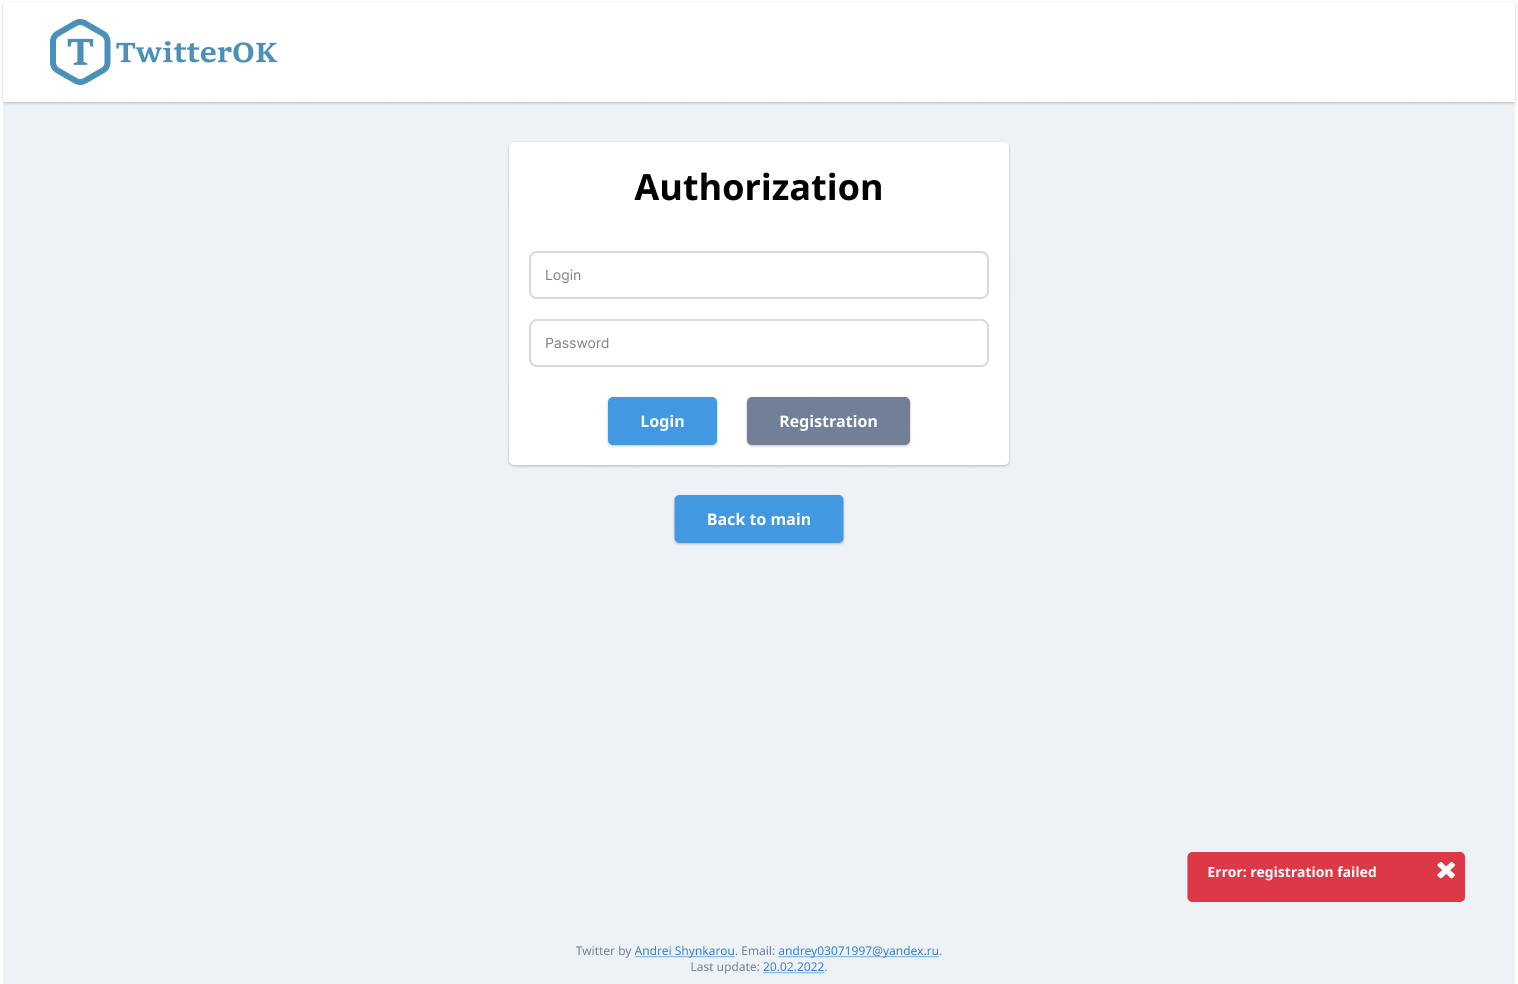 T TwitterOK
Authorization
Login
Password
Login
Registration
Back to main
Error: registration failed
Twitter by Andrei Shynkarou. Email: andrey03071997@yandex.ru.
Last update: 20.02.2022.